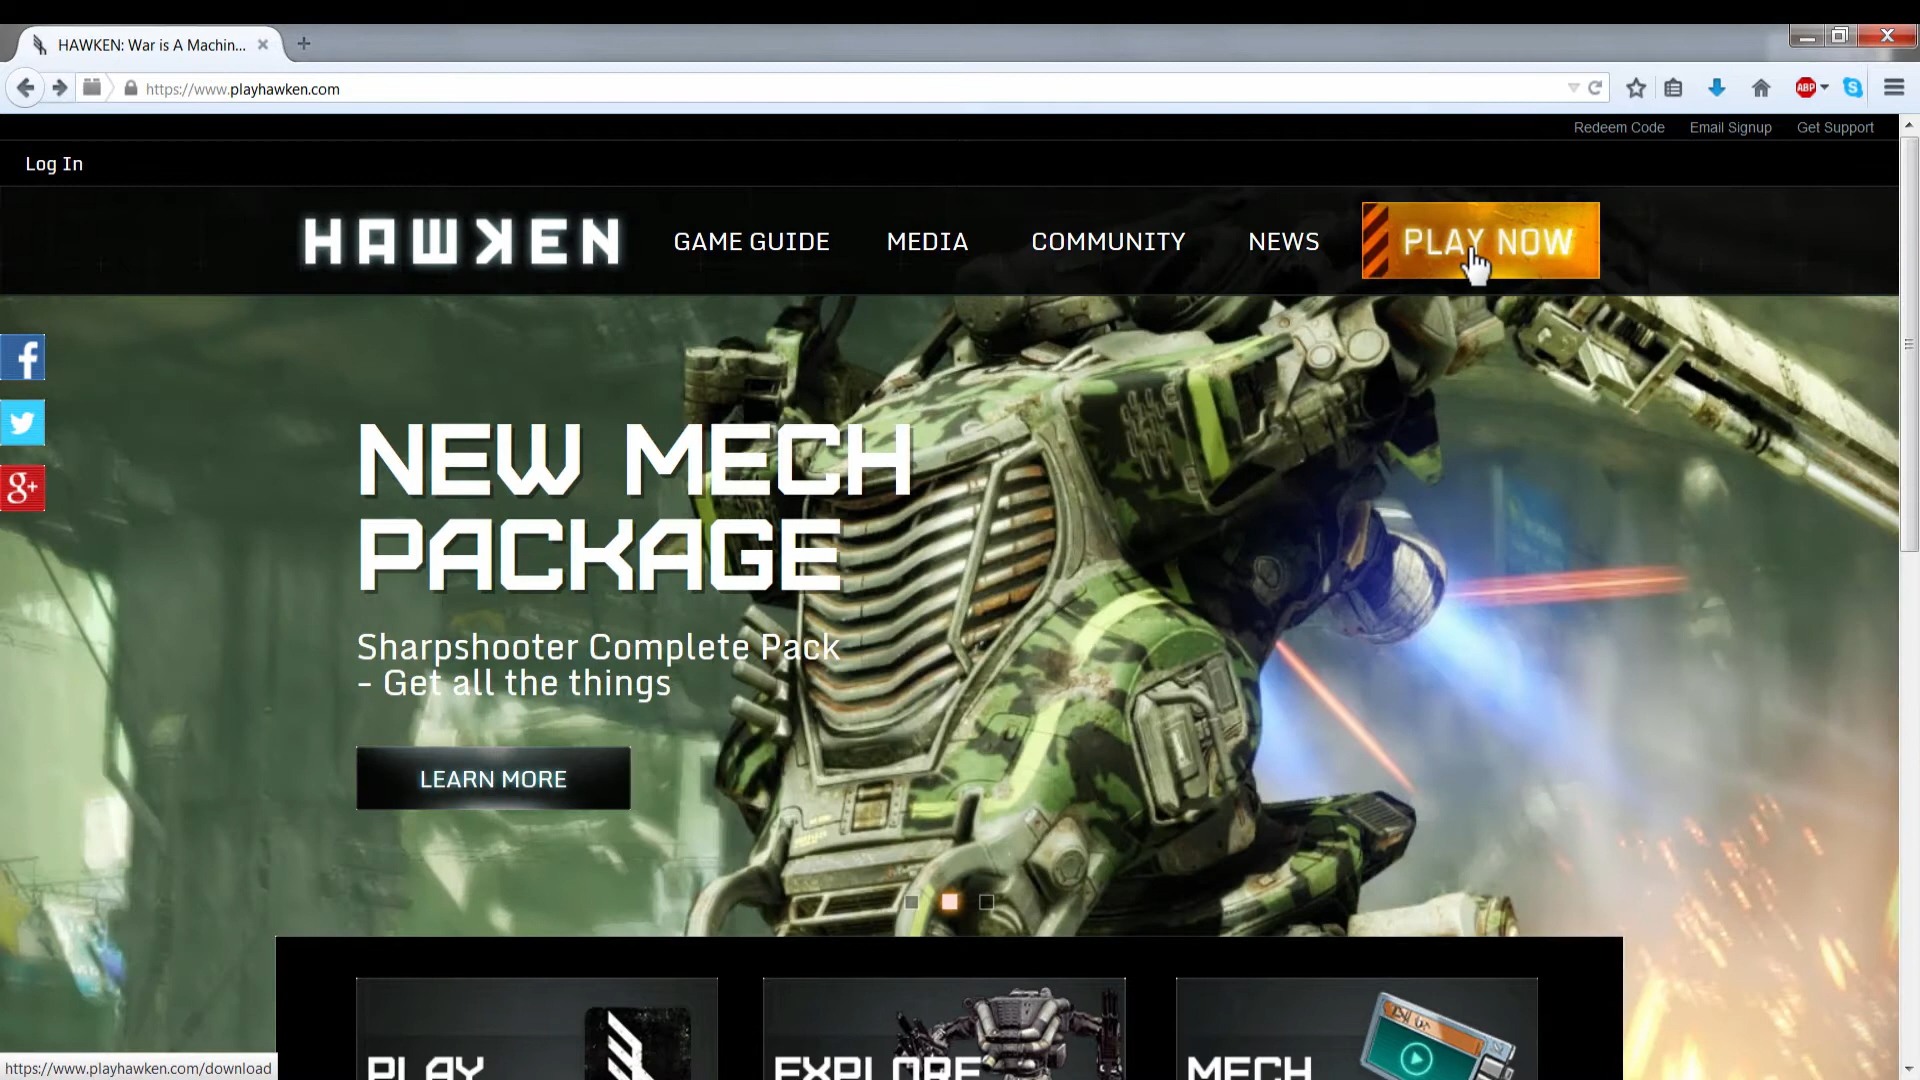 HAWKEN: War is A Machin...
https://www.playhawken.com
ABP
Redeem Code Email Signup Get Support
Log In
HAWKEN GAME GUIDE MEDIA COMMUNITY NEWS PLAY NOW
NEW MECH
PACKAGE
Sharpshooter Complete Pack
- Get all the things
LEARN MORE
PLAY EXPLORE MECH
https://www.playhawken.com/download